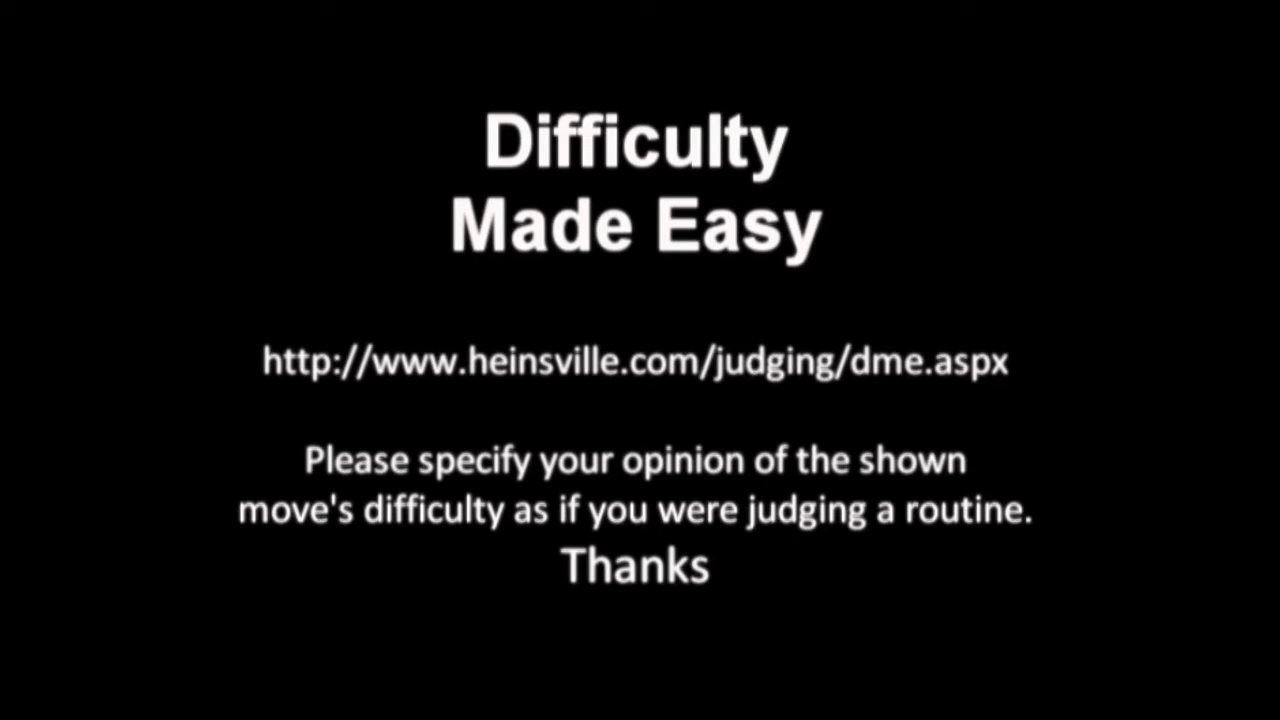 Difficulty
Made Easy
http://www.heinsville.com/judging/dme.aspx
Please specify your opinion of the shown
move's difficulty as if you were judging a routine.
Thanks